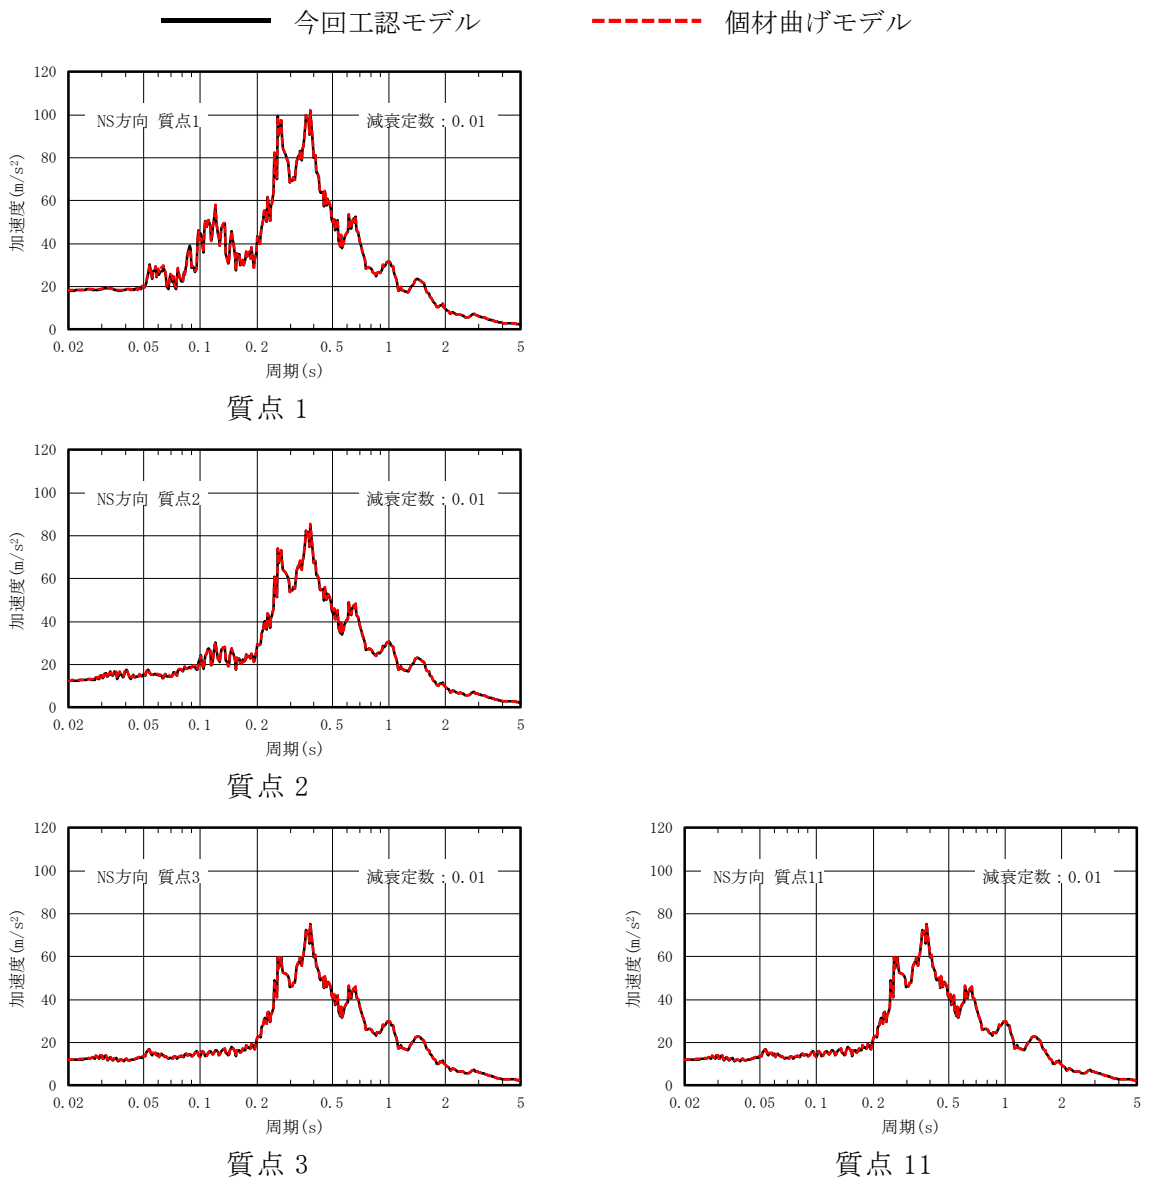 今回工認モデル 個材曲げモデル
120
100
80
60
40
20
0
加速度(m/s²)
NS方向 質点1 減衰定数：0.01
0.02 0.05 0.1 0.2 0.5 1 2 5
周期(s)
質点 1
120
100
80
60
40
20
0
加速度(m/s²)
NS方向 質点2 減衰定数：0.01
0.02 0.05 0.1 0.2 0.5 1 2 5
周期(s)
質点 2
120
100
80
60
40
20
0
加速度(m/s²)
NS方向 質点3 減衰定数：0.01
0.02 0.05 0.1 0.2 0.5 1 2 5
周期(s)
質点 3
120
100
80
60
40
20
0
加速度(m/s²)
NS方向 質点11 減衰定数：0.01
0.02 0.05 0.1 0.2 0.5 1 2 5
周期(s)
質点 11